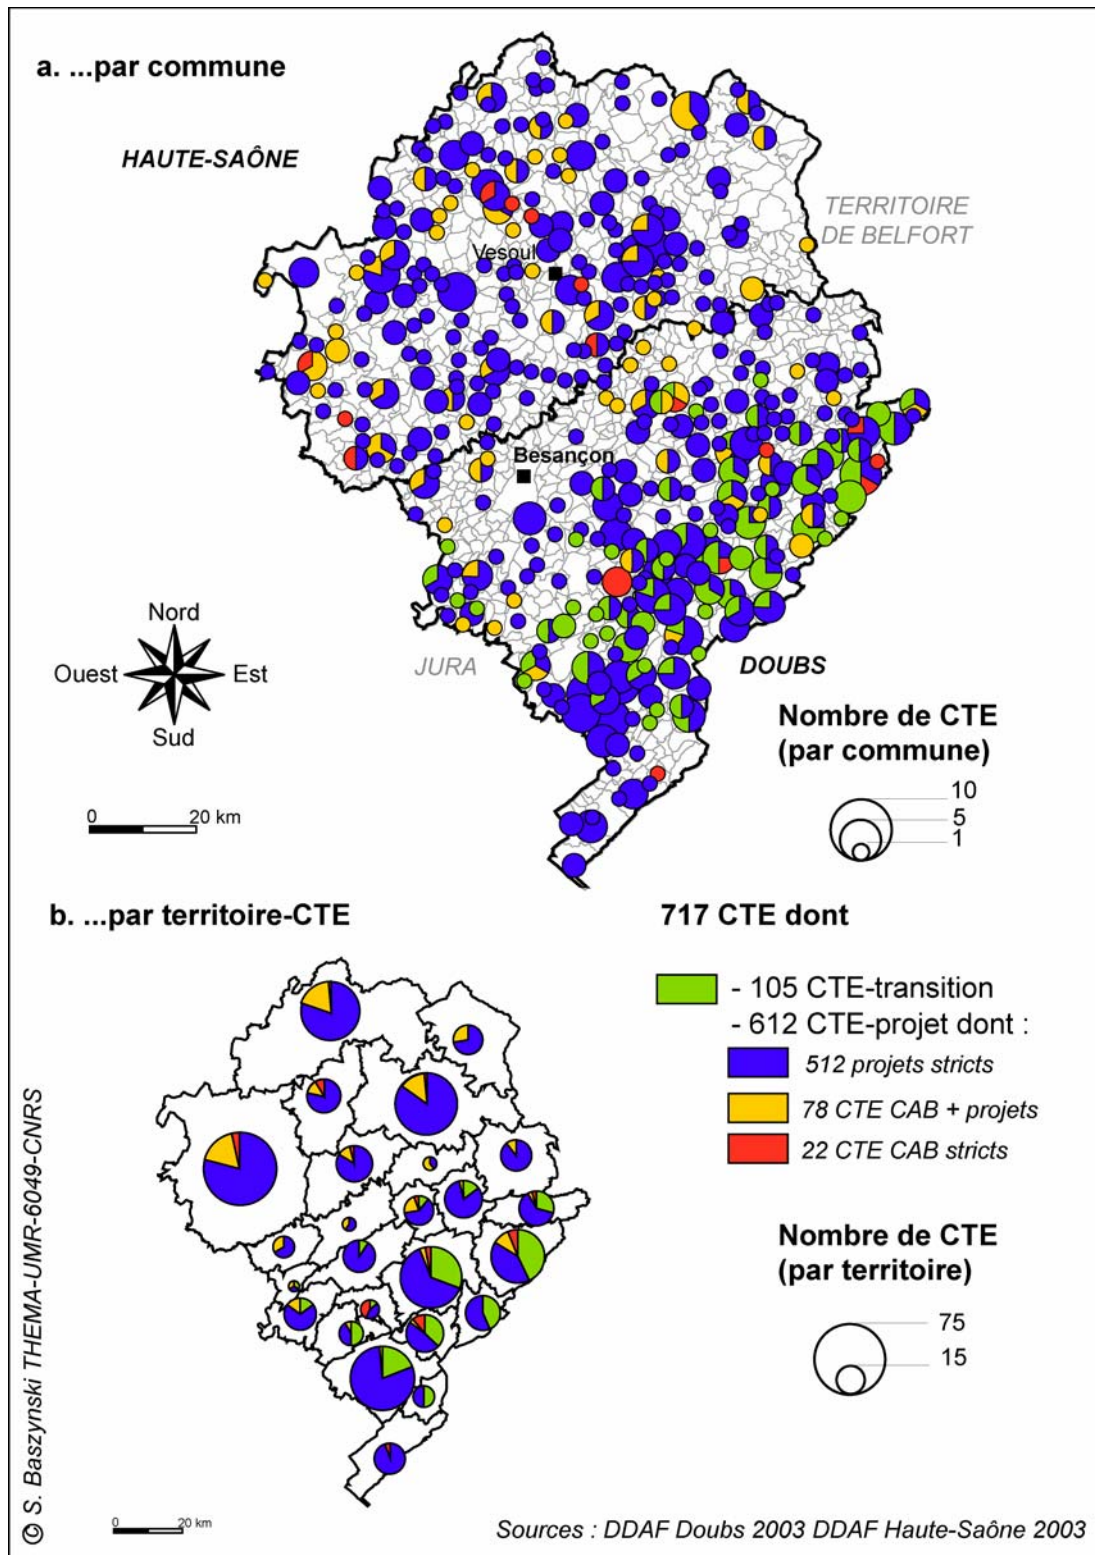 a. ...par commune
HAUTE-SAÔNE
TERRITOIRE
DE BELFORT
Vesoul
Besançon
Nord
Ouest
Est
Sud
JURA
DOUBS
Nombre de CTE
(par commune)
10
5
1
0
20 km
b. ...par territoire-CTE
717 CTE dont
- 105 CTE-transition
- 612 CTE-projet dont :
512 projets stricts
78 CTE CAB + projets
22 CTE CAB stricts
Nombre de CTE
(par territoire)
75
15
© S. Baszynski THEMA-UMR-6049-CNRS
0
20 km
Sources : DDAF Doubs 2003 DDAF Haute-Saône 2003